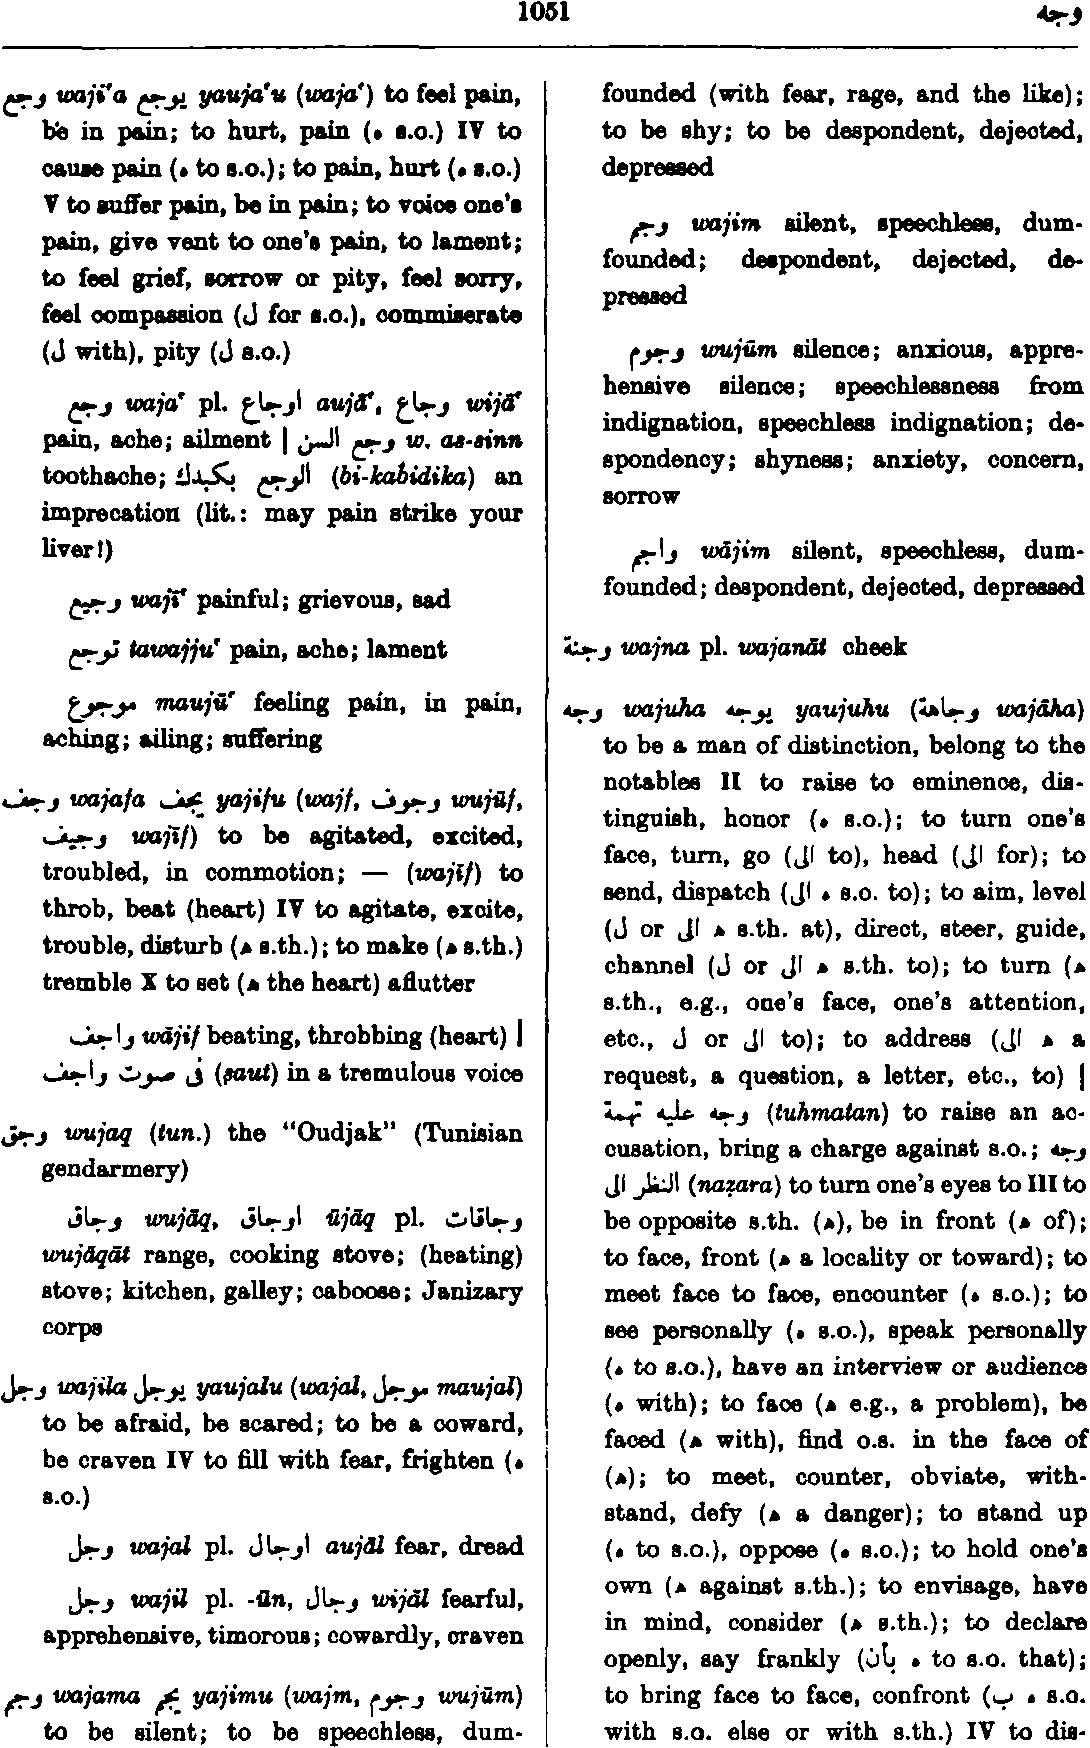 1051
وجه
وجع waji‘a يوجع yauja‘u (waja‘) to feel pain,
be in pain; to hurt, pain (ه s.o.) IV to
cause pain (ه to s.o.); to pain, hurt (ه s.o.)
V to suffer pain, be in pain; to voice one's
pain, give vent to one's pain, to lament;
to feel grief, sorrow or pity, feel sorry,
feel compassion (ل for s.o.), commiserate
(ل with), pity (ل s.o.)
وجع waja‘ pl. اوجاع aujā‘, وجاع wijā‘
pain, ache; ailment | وجع السن w. as-sinn
toothache; الوجع بكبدك (bi-kabidika) an
imprecation (lit.: may pain strike your
liver!)
وجيع wajī‘ painful; grievous, sad
توجع tawajju‘ pain, ache; lament
موجوع maujū‘ feeling pain, in pain,
aching; ailing; suffering
وجف wajafa يجف yajifu (wajf, وجوف wujūf,
وجيف wajīf) to be agitated, excited,
troubled, in commotion; — (wajīf) to
throb, beat (heart) IV to agitate, excite,
trouble, disturb (ه s.th.); to make (ه s.th.)
tremble X to set (ه the heart) aflutter
واجف wājif beating, throbbing (heart) |
فى صوت واجف (ṣaut) in a tremulous voice
وجق wujaq (tun.) the “Oudjak” (Tunisian
gendarmery)
وجاق wujāq, اوجاق ūjāq pl. وجاقات
wujāqāt range, cooking stove; (heating)
stove; kitchen, galley; caboose; Janizary
corps
وجل wajila يوجل yaujalu (wajal, موجل maujal)
to be afraid, be scared; to be a coward,
be craven IV to fill with fear, frighten (ه
s.o.)
وجل wajal pl. اوجال aujāl fear, dread
وجل wajil pl. -ūn, وجال wijāl fearful,
apprehensive, timorous; cowardly, craven
وجم wajama يجم yajimu (wajm, وجوم wujūm)
to be silent; to be speechless, dum-
founded (with fear, rage, and the like);
to be shy; to be despondent, dejected,
depressed
وجم wajim silent, speechless, dum-
founded; despondent, dejected, de-
pressed
وجوم wujūm silence; anxious, appre-
hensive silence; speechlessness from
indignation, speechless indignation; de-
spondency; shyness; anxiety, concern,
sorrow
واجم wājim silent, speechless, dum-
founded; despondent, dejected, depressed
وجنة wajna pl. wajanāt cheek
وجه wajuha يوجه yaujuhu (وجاهة wajāha)
to be a man of distinction, belong to the
notables II to raise to eminence, dis-
tinguish, honor (ه s.o.); to turn one's
face, turn, go (الى to), head (الى for); to
send, dispatch (الى ه s.o. to); to aim, level
(ل or الى ه s.th. at), direct, steer, guide,
channel (ل or الى ه s.th. to); to turn (ه
s.th., e.g., one's face, one's attention,
etc., ل or الى to); to address (الى ه a
request, a question, a letter, etc., to) |
وجه عليه تهمة (tuhmatan) to raise an ac-
cusation, bring a charge against s.o.; وجه
النظر الى (naẓara) to turn one's eyes to III to
be opposite s.th. (ه), be in front (ه of);
to face, front (ه a locality or toward); to
meet face to face, encounter (ه s.o.); to
see personally (ه s.o.), speak personally
(ه to s.o.), have an interview or audience
(ه with); to face (ه e.g., a problem), be
faced (ه with), find o.s. in the face of
(ه); to meet, counter, obviate, with-
stand, defy (ه a danger); to stand up
(ه to s.o.), oppose (ه s.o.); to hold one's
own (ه against s.th.); to envisage, have
in mind, consider (ه s.th.); to declare
openly, say frankly (بأن ه to s.o. that);
to bring face to face, confront (ب ه s.o.
with s.o. else or with s.th.) IV to dis-